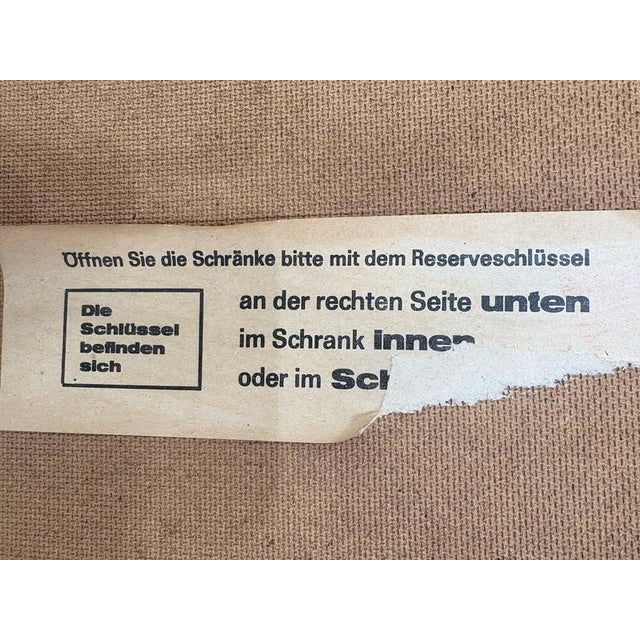 Öffnen Sie die Schränke bitte mit dem Reserveschlüssel
Die
Schlüssel
befinden
sich
an der rechten Seite unten
im Schrank innen
oder im